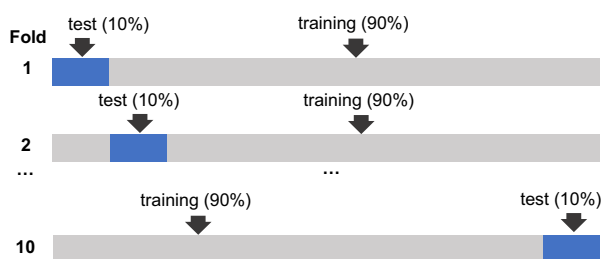 test (10%) training (90%)
Fold
1
test (10%) training (90%)
2
... ...
training (90%) test (10%)
10